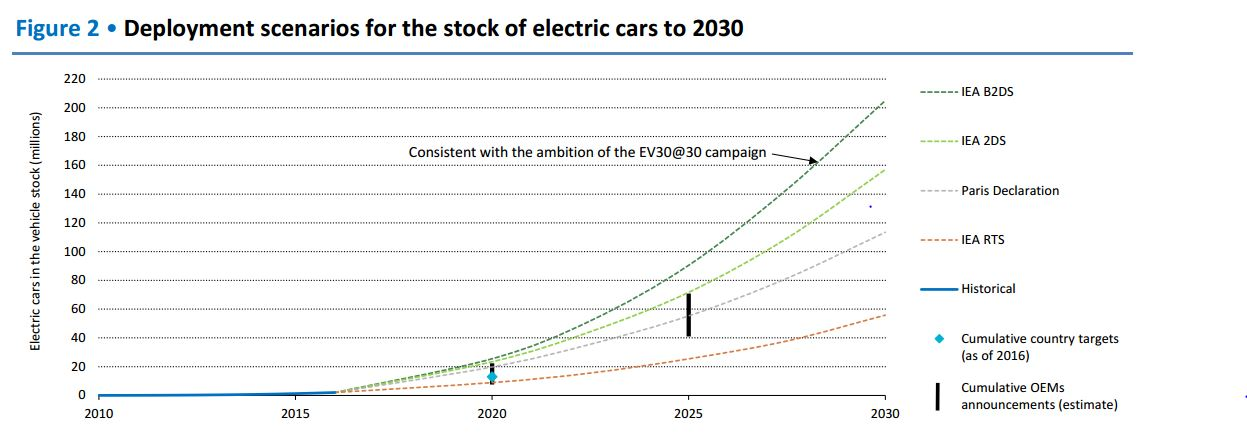 Figure 2 • Deployment scenarios for the stock of electric cars to 2030
Electric cars in the vehicle stock (millions)
220
200
180
160
140
120
100
80
60
40
20
0
2010
2015
2020
2025
2030
Consistent with the ambition of the EV30@30 campaign
IEA B2DS
IEA 2DS
Paris Declaration
IEA RTS
Historical
Cumulative country targets
(as of 2016)
Cumulative OEMs
announcements (estimate)